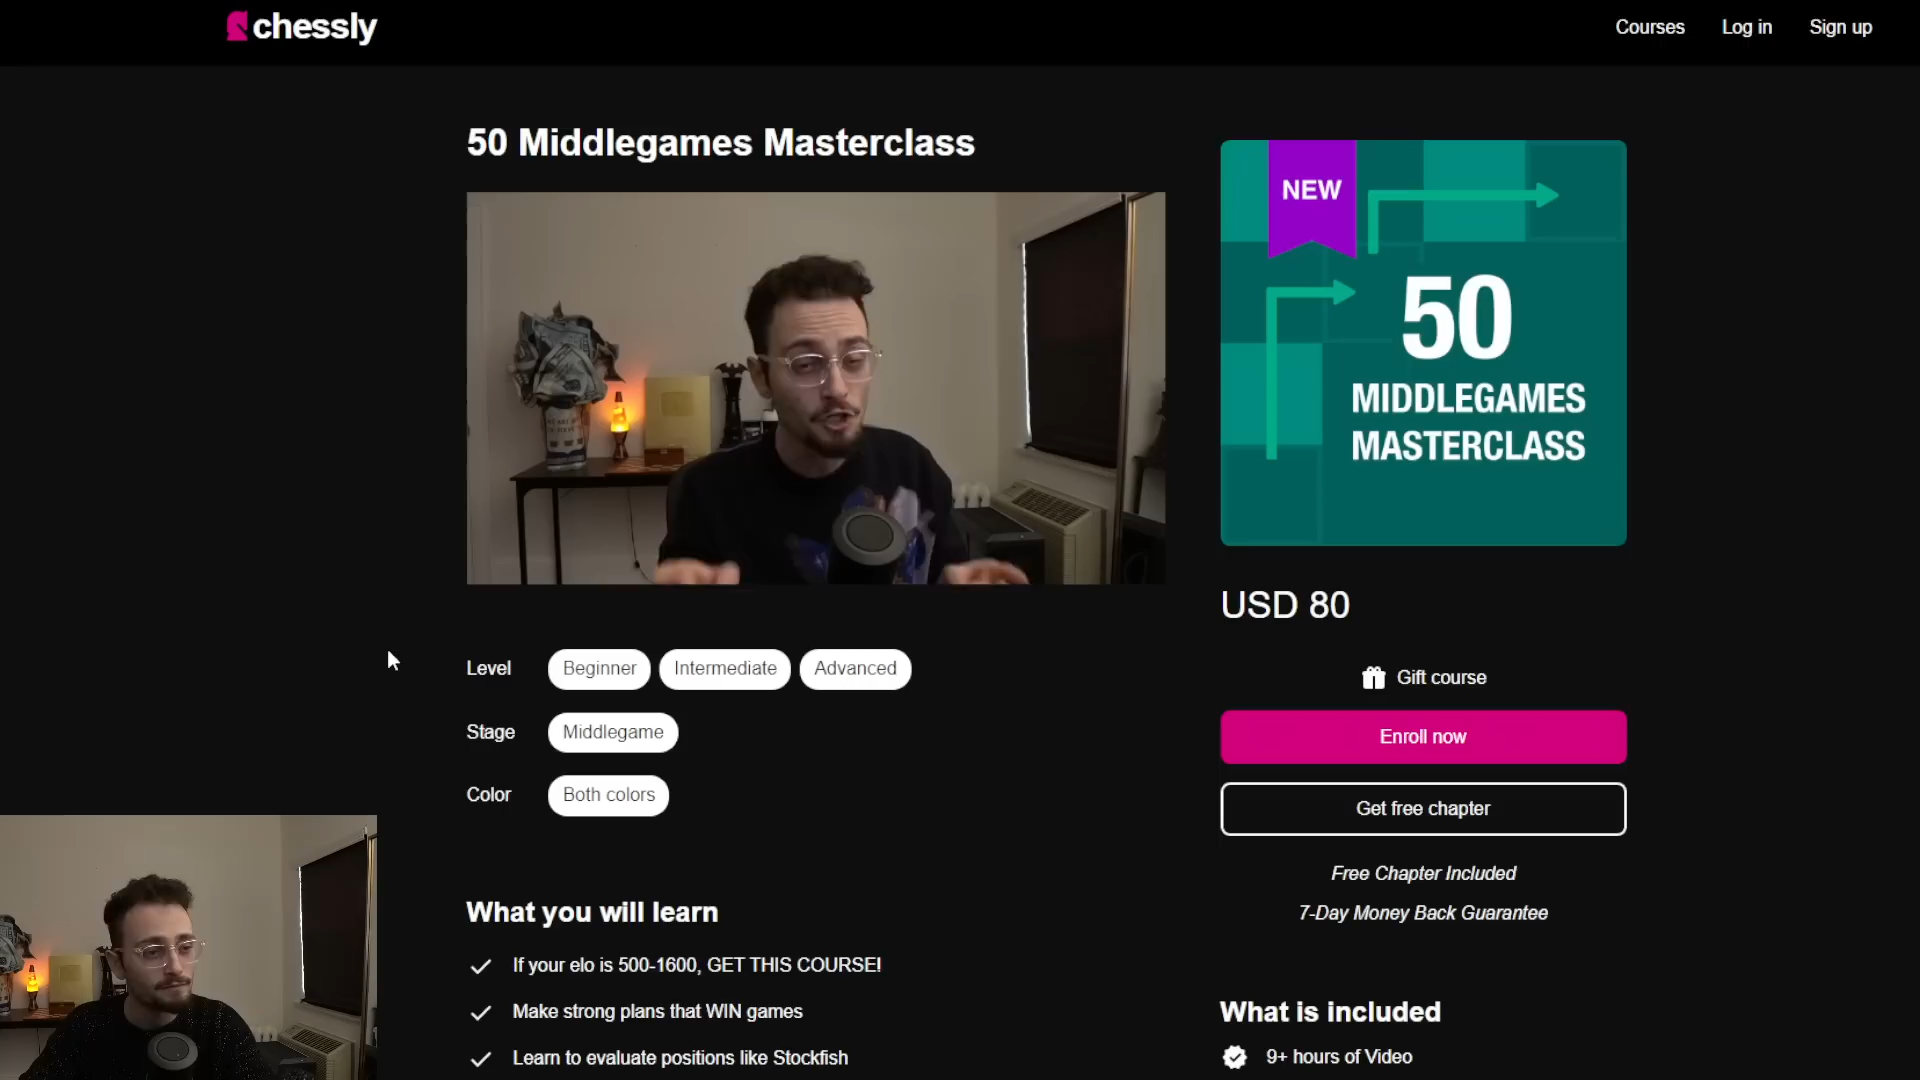 chessly
Courses
Log in
Sign up
50 Middlegames Masterclass
NEW
50
MIDDLEGAMES
MASTERCLASS
USD 80
Gift course
Enroll now
Get free chapter
Free Chapter Included
7-Day Money Back Guarantee
Level
Beginner
Intermediate
Advanced
Stage
Middlegame
Color
Both colors
What you will learn
If your elo is 500-1600, GET THIS COURSE!
Make strong plans that WIN games
Learn to evaluate positions like Stockfish
What is included
9+ hours of Video